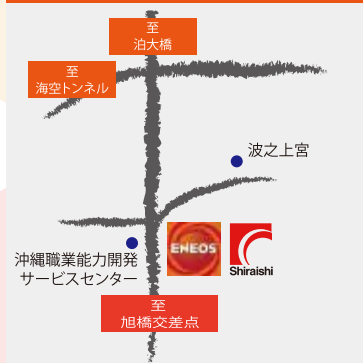 至
泊大橋
至
海空トンネル
波之上宮
ENEOS
Shiraishi
沖縄職業能力開発
サービスセンター
至
旭橋交差点